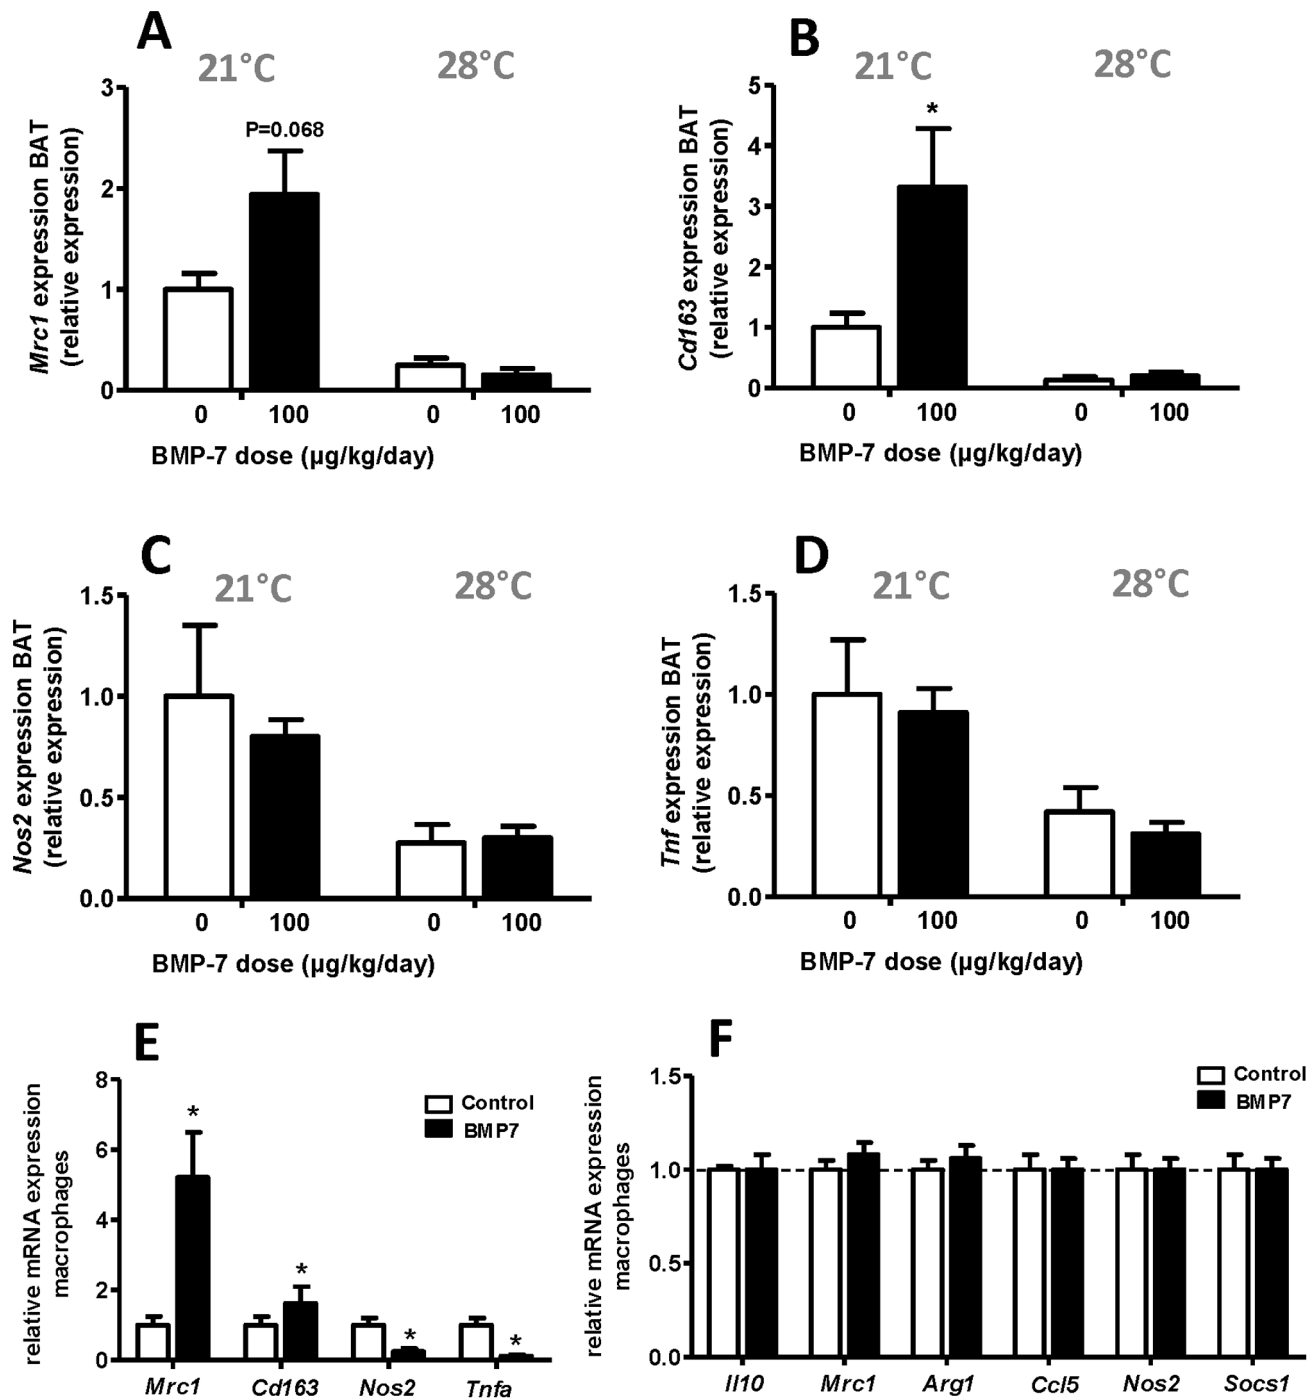 A
21°C
28°C
Mrc1 expression BAT
(relative expression)
3
2
1
0
P=0.068
0
100
0
100
BMP-7 dose (µg/kg/day)
B
21°C
28°C
Cd163 expression BAT
(relative expression)
5
4
3
2
1
0
*
0
100
0
100
BMP-7 dose (µg/kg/day)
C
21°C
28°C
Nos2 expression BAT
(relative expression)
1.5
1.0
0.5
0.0
0
100
0
100
BMP-7 dose (µg/kg/day)
D
21°C
28°C
Tnf expression BAT
(relative expression)
1.5
1.0
0.5
0.0
0
100
0
100
BMP-7 dose (µg/kg/day)
E
relative mRNA expression
macrophages
8
6
4
2
0
Control
BMP7
*
*
*
*
Mrc1
Cd163
Nos2
Tnfa
F
relative mRNA expression
macrophages
1.5
1.0
0.5
0.0
Control
BMP7
Il10
Mrc1
Arg1
Ccl5
Nos2
Socs1